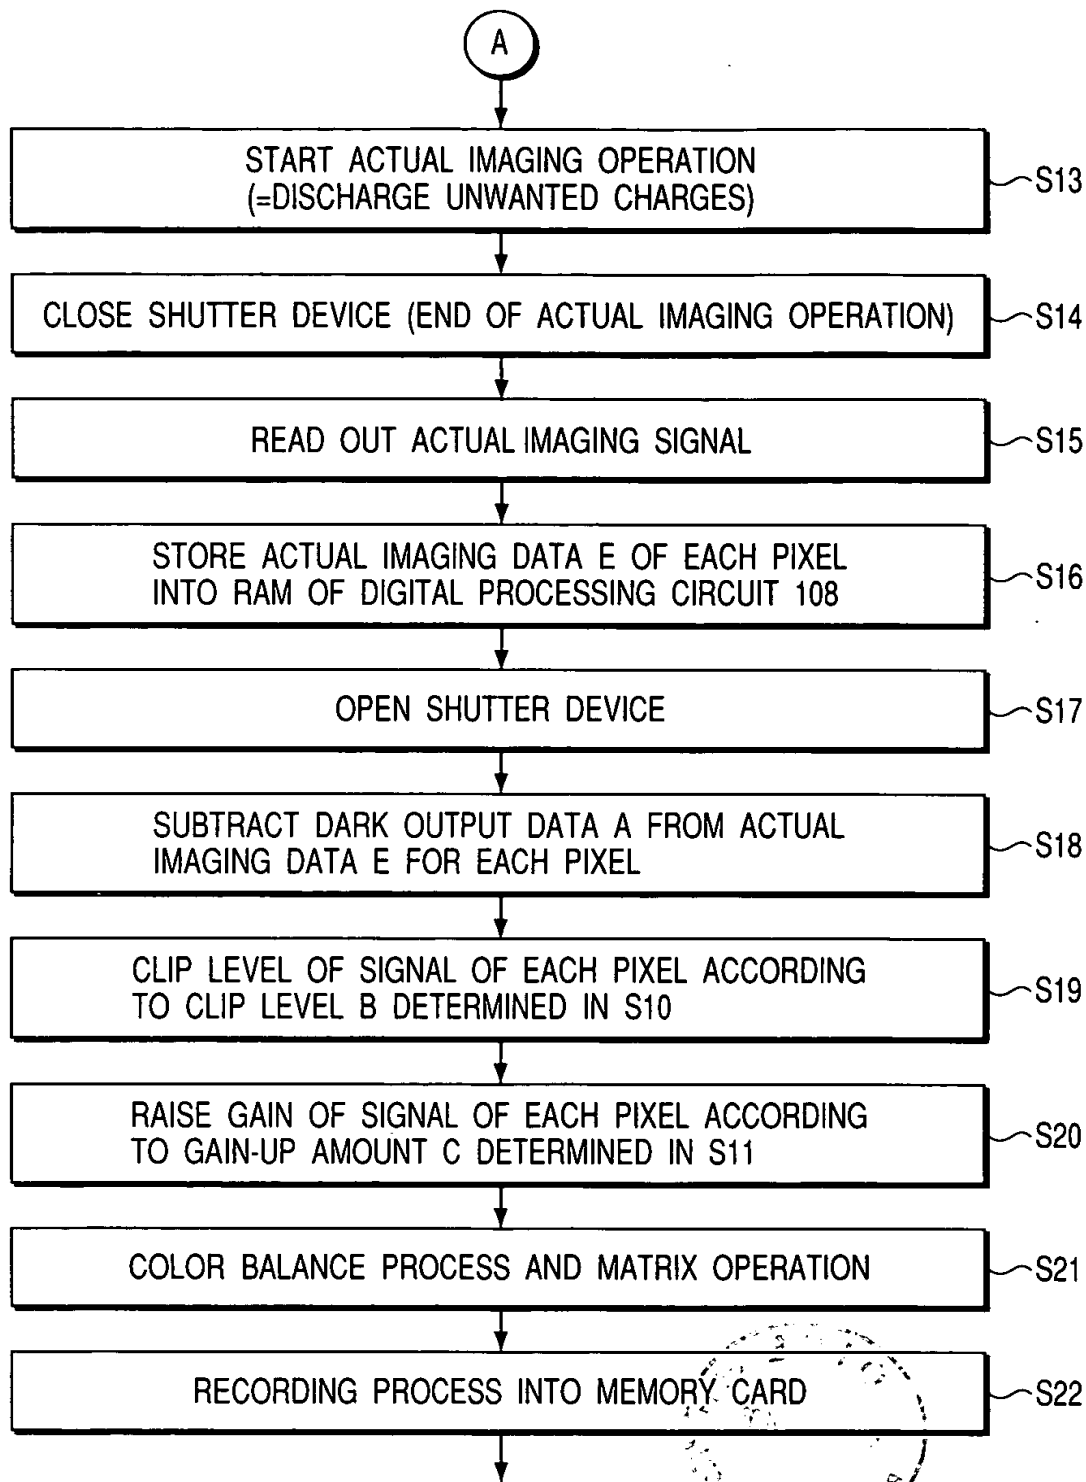 A
START ACTUAL IMAGING OPERATION
(=DISCHARGE UNWANTED CHARGES)
S13
CLOSE SHUTTER DEVICE (END OF ACTUAL IMAGING OPERATION)
S14
READ OUT ACTUAL IMAGING SIGNAL
S15
STORE ACTUAL IMAGING DATA E OF EACH PIXEL
INTO RAM OF DIGITAL PROCESSING CIRCUIT 108
S16
OPEN SHUTTER DEVICE
S17
SUBTRACT DARK OUTPUT DATA A FROM ACTUAL
IMAGING DATA E FOR EACH PIXEL
S18
CLIP LEVEL OF SIGNAL OF EACH PIXEL ACCORDING
TO CLIP LEVEL B DETERMINED IN S10
S19
RAISE GAIN OF SIGNAL OF EACH PIXEL ACCORDING
TO GAIN-UP AMOUNT C DETERMINED IN S11
S20
COLOR BALANCE PROCESS AND MATRIX OPERATION
S21
RECORDING PROCESS INTO MEMORY CARD
S22